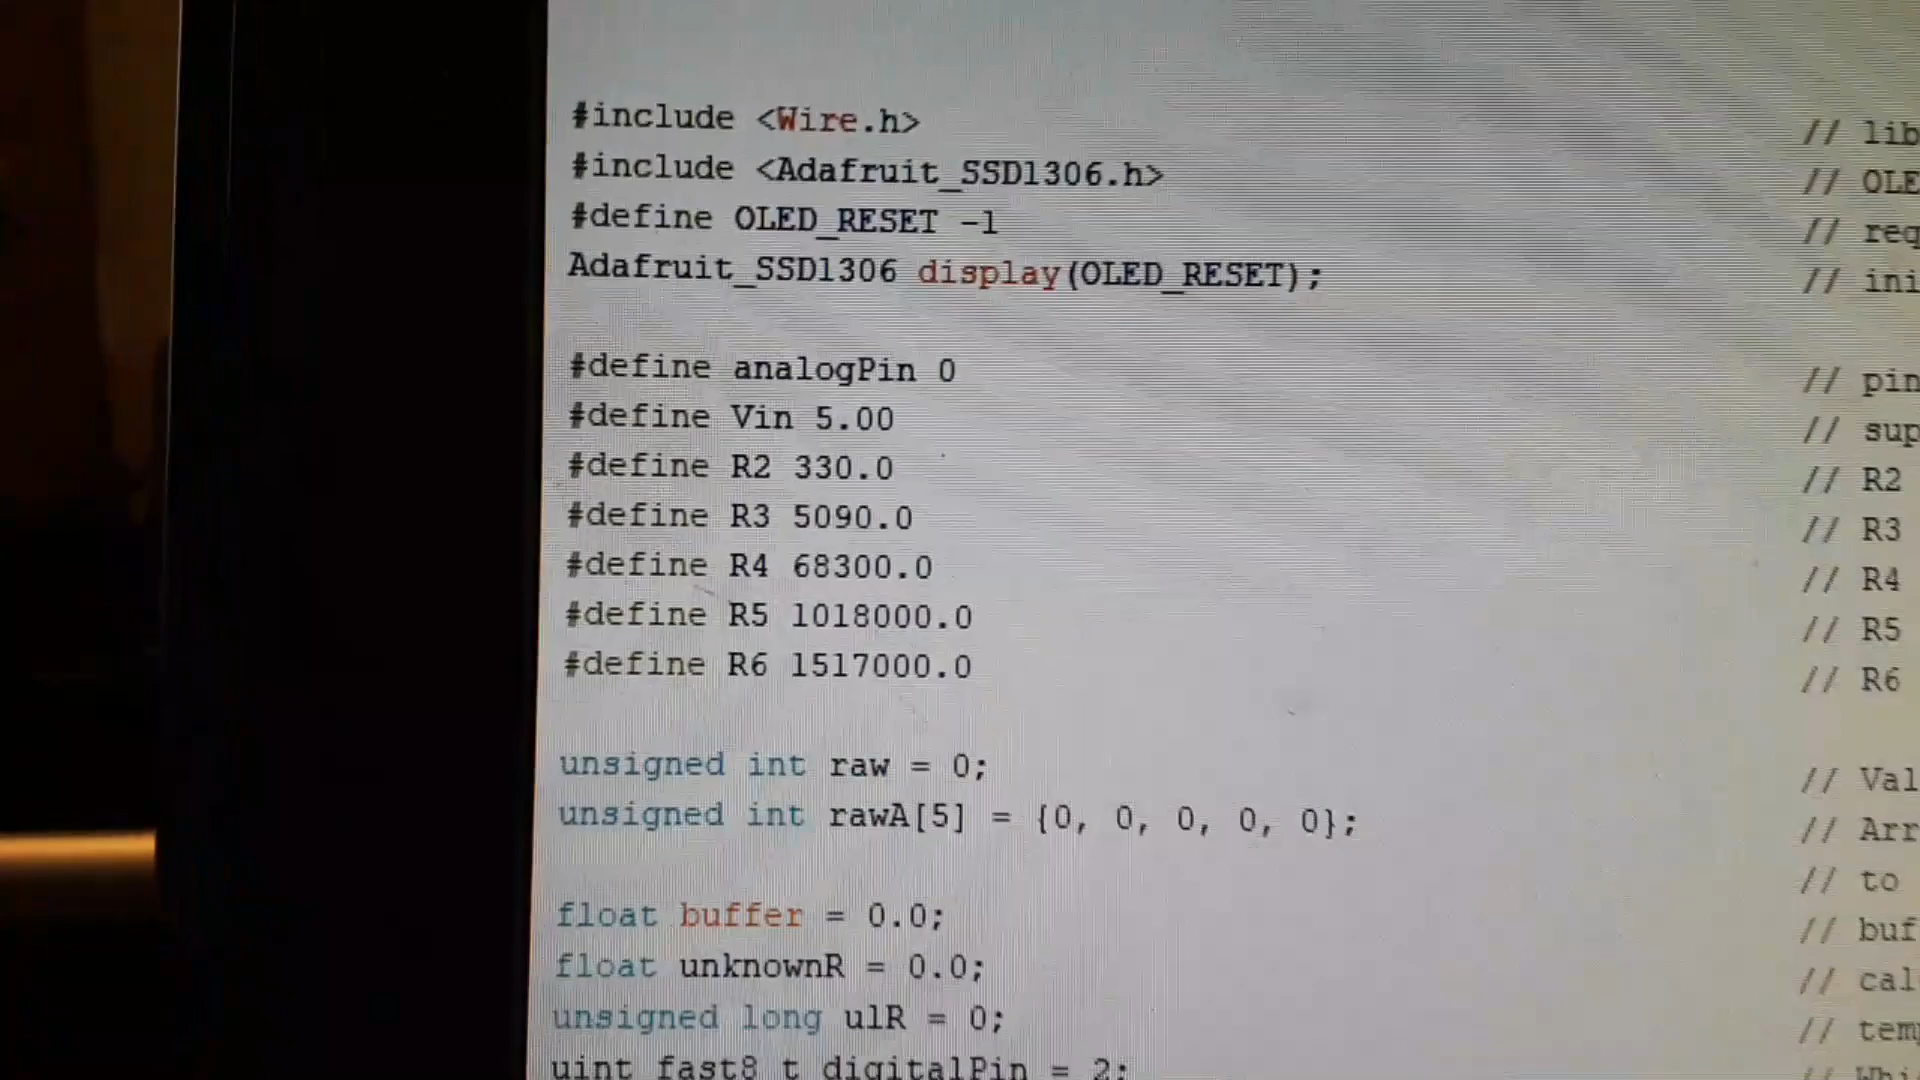 #include <Wire.h> // lib
#include <Adafruit_SSD1306.h> // OLE
#define OLED_RESET -1 // req
Adafruit_SSD1306 display(OLED_RESET); // ini
#define analogPin 0 // pin
#define Vin 5.00 // sup
#define R2 330.0 // R2
#define R3 5090.0 // R3
#define R4 68300.0 // R4
#define R5 1018000.0 // R5
#define R6 1517000.0 // R6
unsigned int raw = 0; // Val
unsigned int rawA[5] = {0, 0, 0, 0, 0}; // Arr
// to
float buffer = 0.0; // buf
float unknownR = 0.0; // cal
unsigned long ulR = 0; // tem
uint_fast8_t digitalPin = 2; // Whi